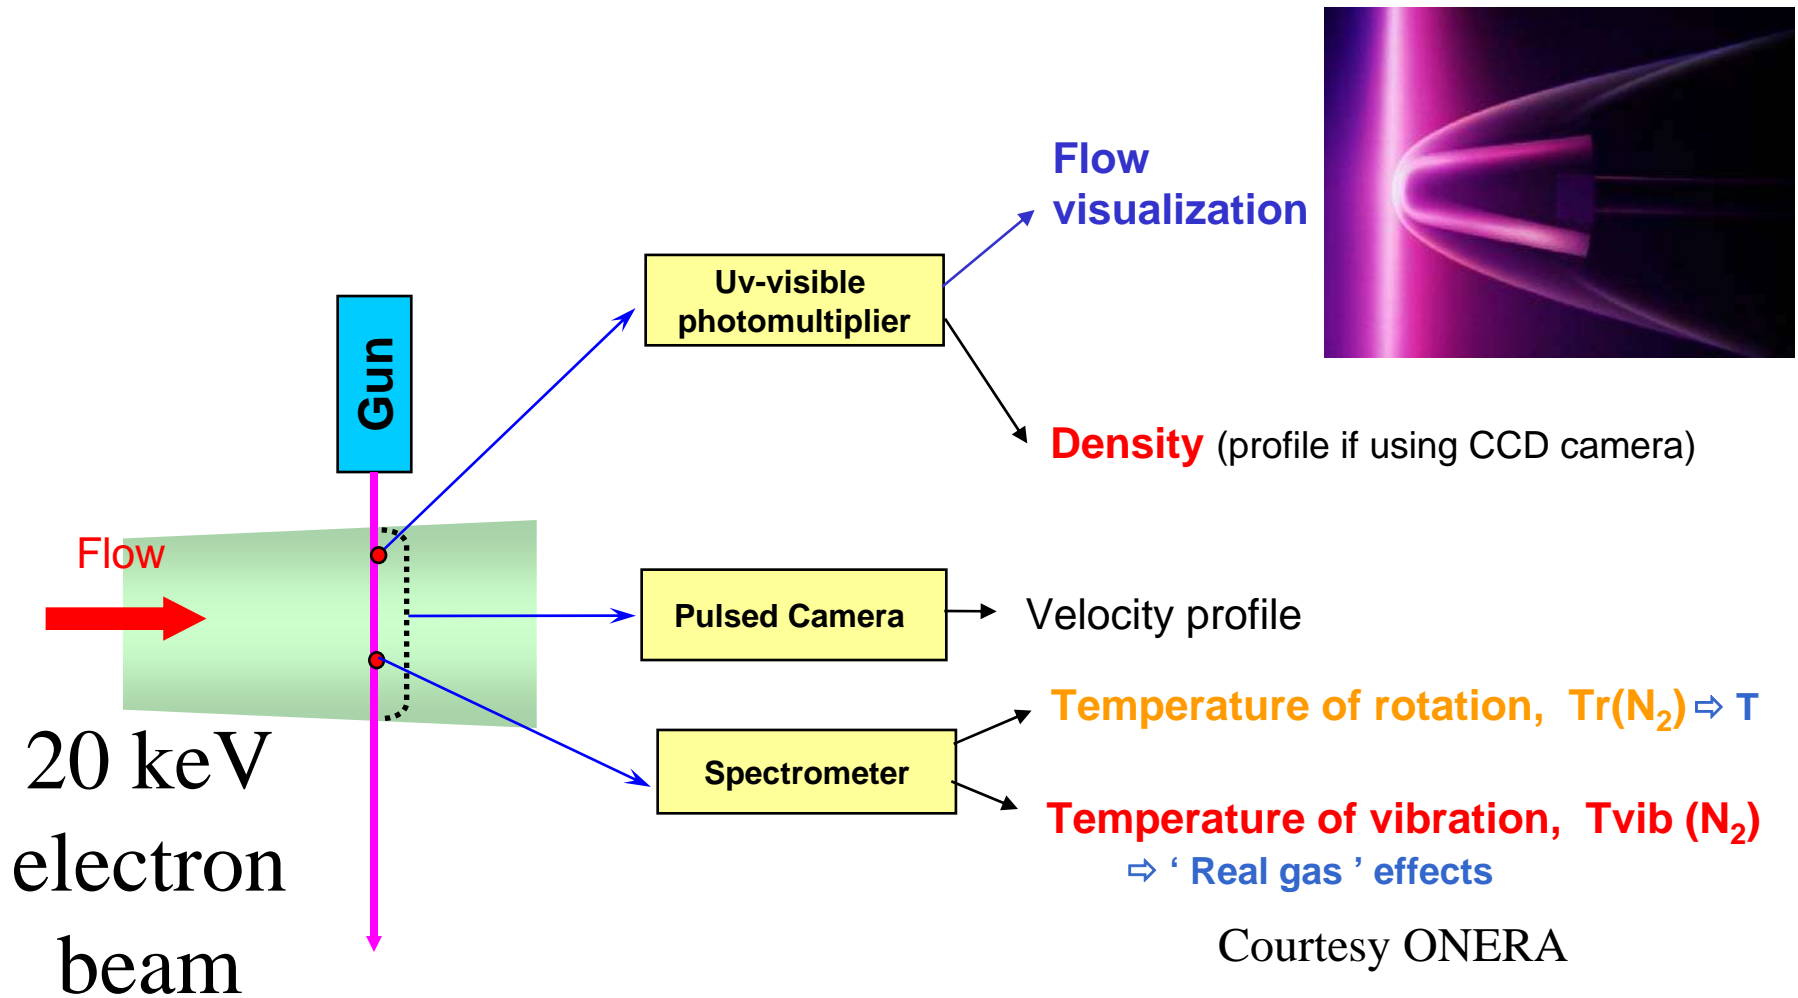 Flow
visualization
Uv-visible
photomultiplier
Gun
Density (profile if using CCD camera)
Flow
Pulsed Camera
Velocity profile
Temperature of rotation, Tr(N₂) ⇨ T
20 keV
electron
beam
Spectrometer
Temperature of vibration, Tvib (N₂)
⇨ ‘ Real gas ’ effects
Courtesy ONERA